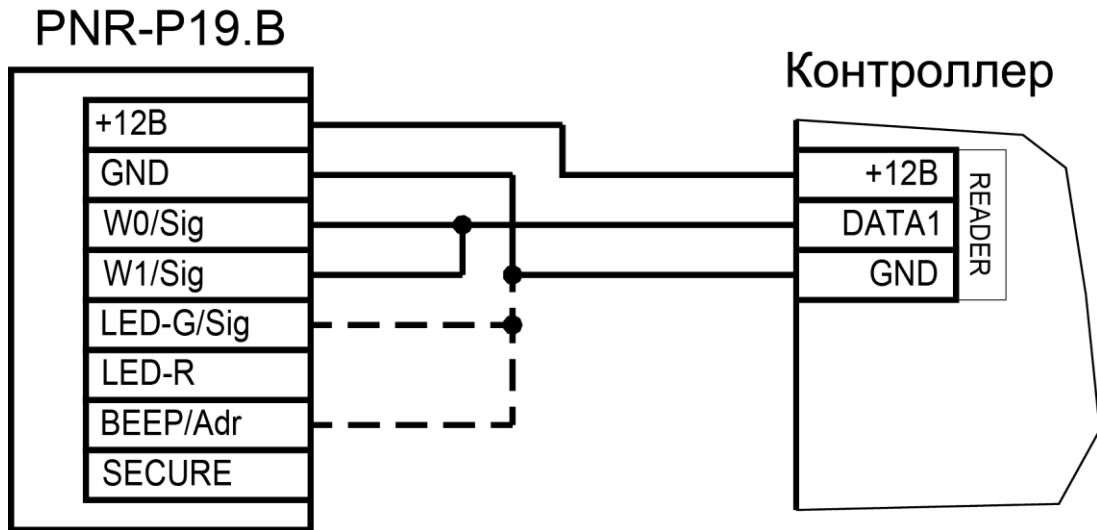 PNR-P19.B
+12В
GND
W0/Sig
W1/Sig
LED-G/Sig
LED-R
BEEP/Adr
SECURE
Контроллер
+12В
DATA1
GND
READER